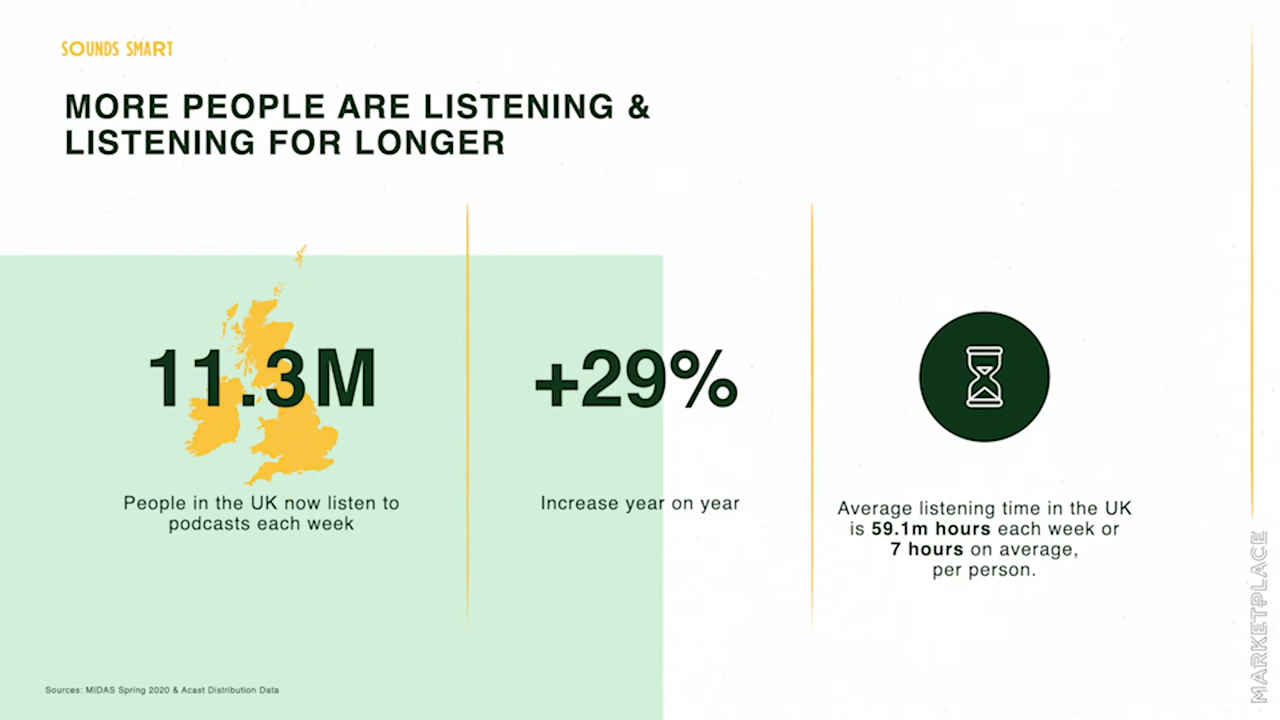 SOUNDS SMART
MORE PEOPLE ARE LISTENING &
LISTENING FOR LONGER
11.3M
People in the UK now listen to
podcasts each week
+29%
Increase year on year
Average listening time in the UK
is 59.1m hours each week or
7 hours on average,
per person.
Sources: MIDAS Spring 2020 & Acast Distribution Data
MARKETPLACE